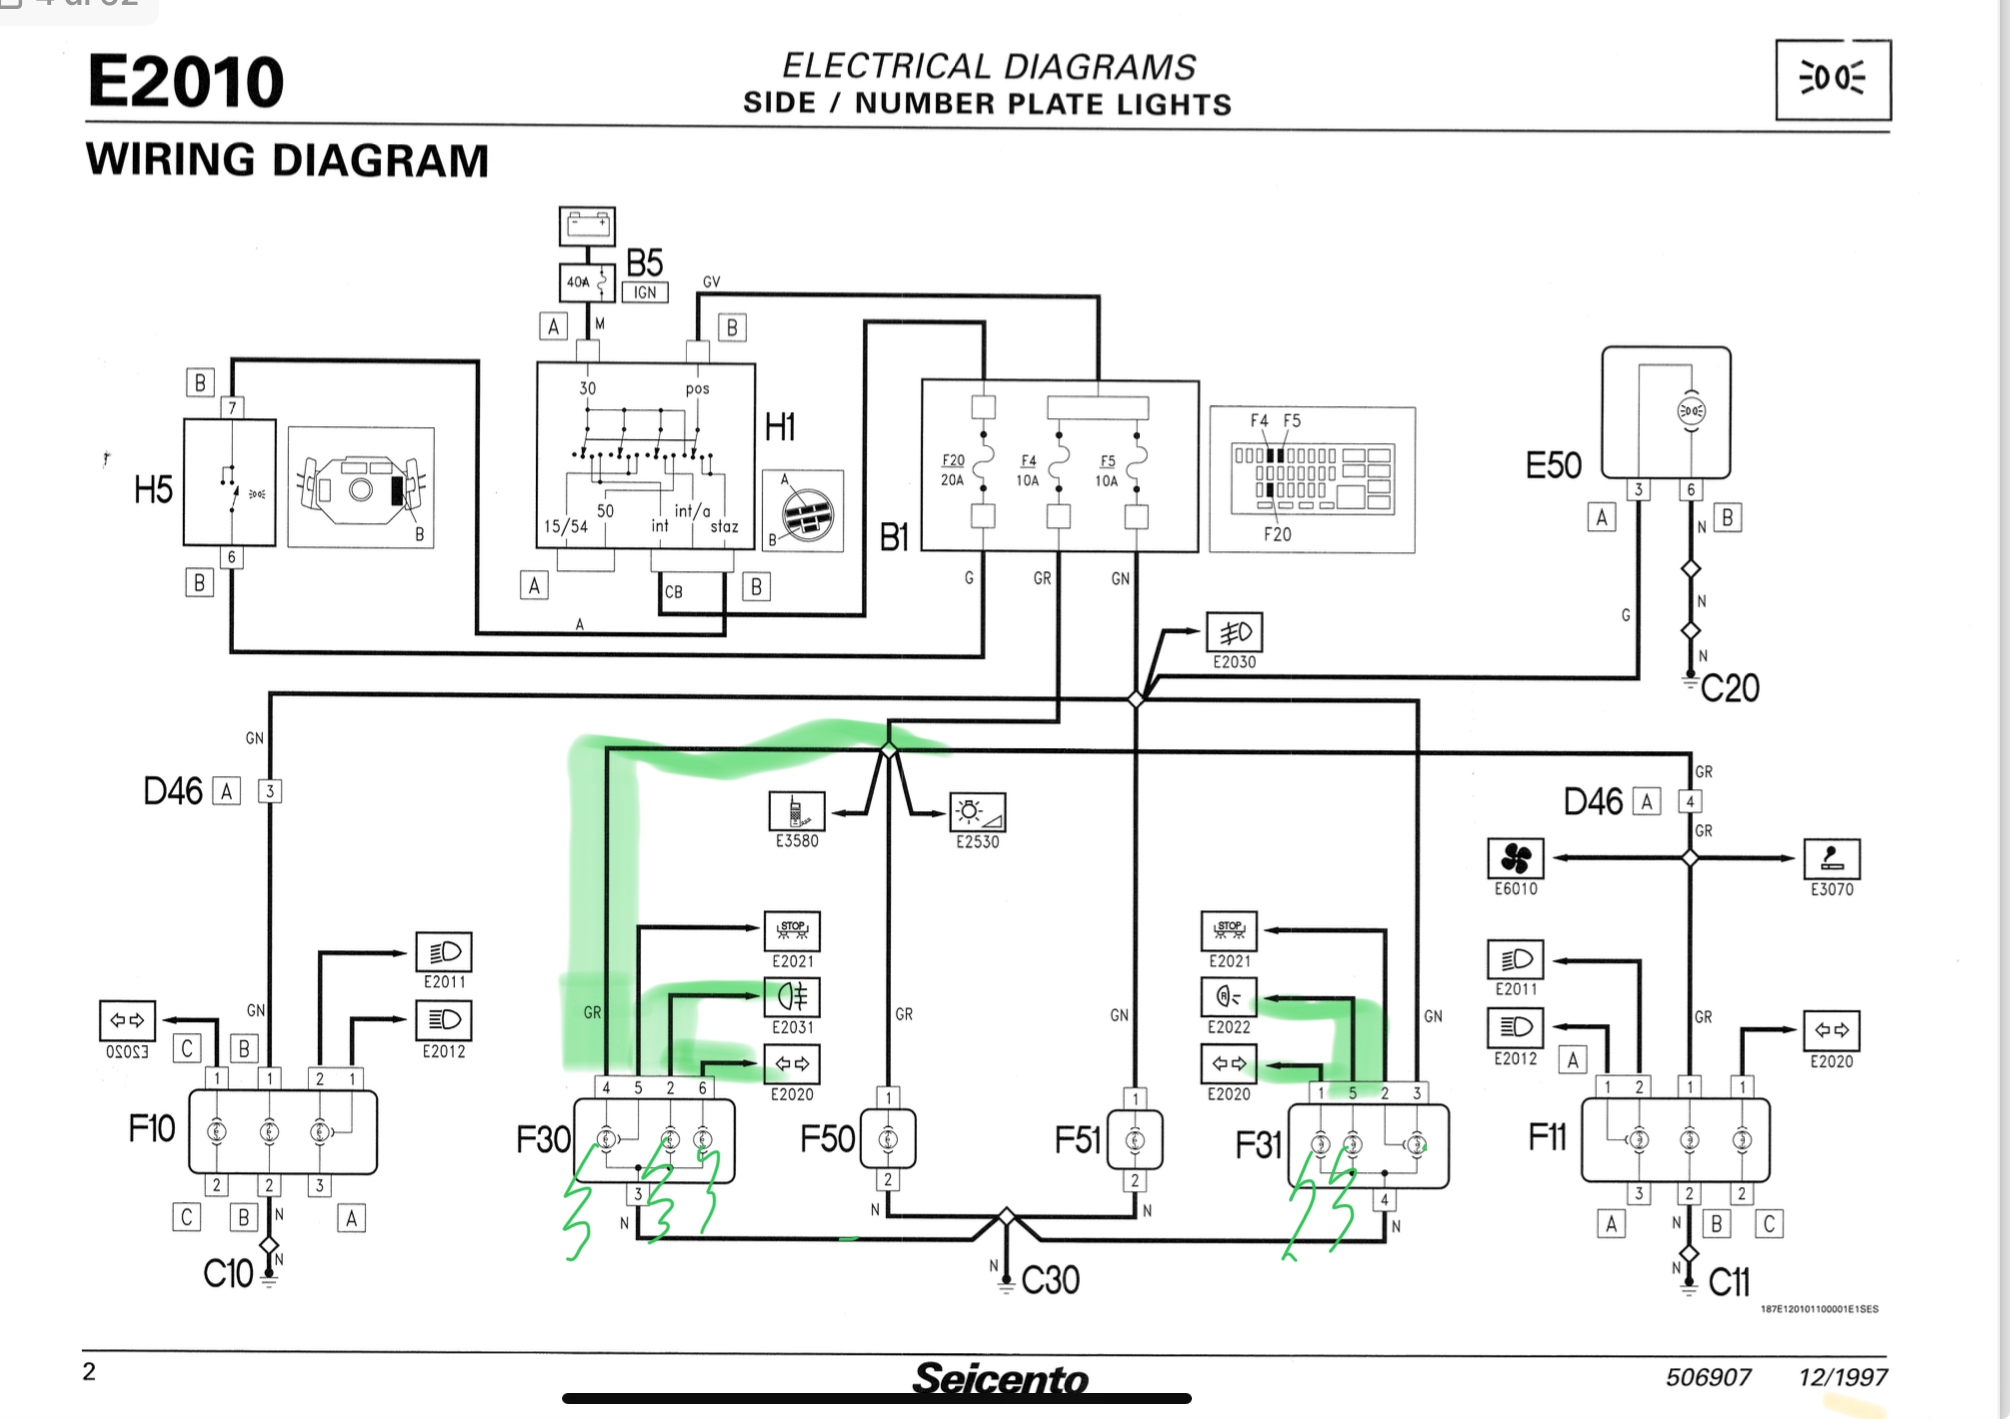 E2010
ELECTRICAL DIAGRAMS
SIDE / NUMBER PLATE LIGHTS
WIRING DIAGRAM
B5
40A
IGN
GV
A
M
B
B
7
30
pos
H1
H5
B
15/54
50
int
int/a
staz
A
B
F20
20A
F4
10A
F5
10A
B1
F4 F5
F20
E50
3
6
A
N
B
6
B
A
CB
B
A
G
GR
GN
E2030
G
N
N
C20
GN
D46 A 3
E3580
E2530
GR
D46 A 4
GR
E6010
E3070
STOP
E2021
E2031
E2020
STOP
E2021
E2022
E2020
E2011
E2012
E2020
GN
C
B
GR
GR
GN
GN
E2011
E2012
A
GR
E2020
1
1
2
1
4
5
2
6
1
1
1
5
2
3
1
2
1
1
F10
F30
F50
F51
F31
F11
2
2
3
3
2
2
4
3
2
2
C
B
N
A
N
N
N
N
A
N
B
C
N
C10
N
C30
N
C11
187E120101100001E1SES
2
Seicento
506907
12/1997